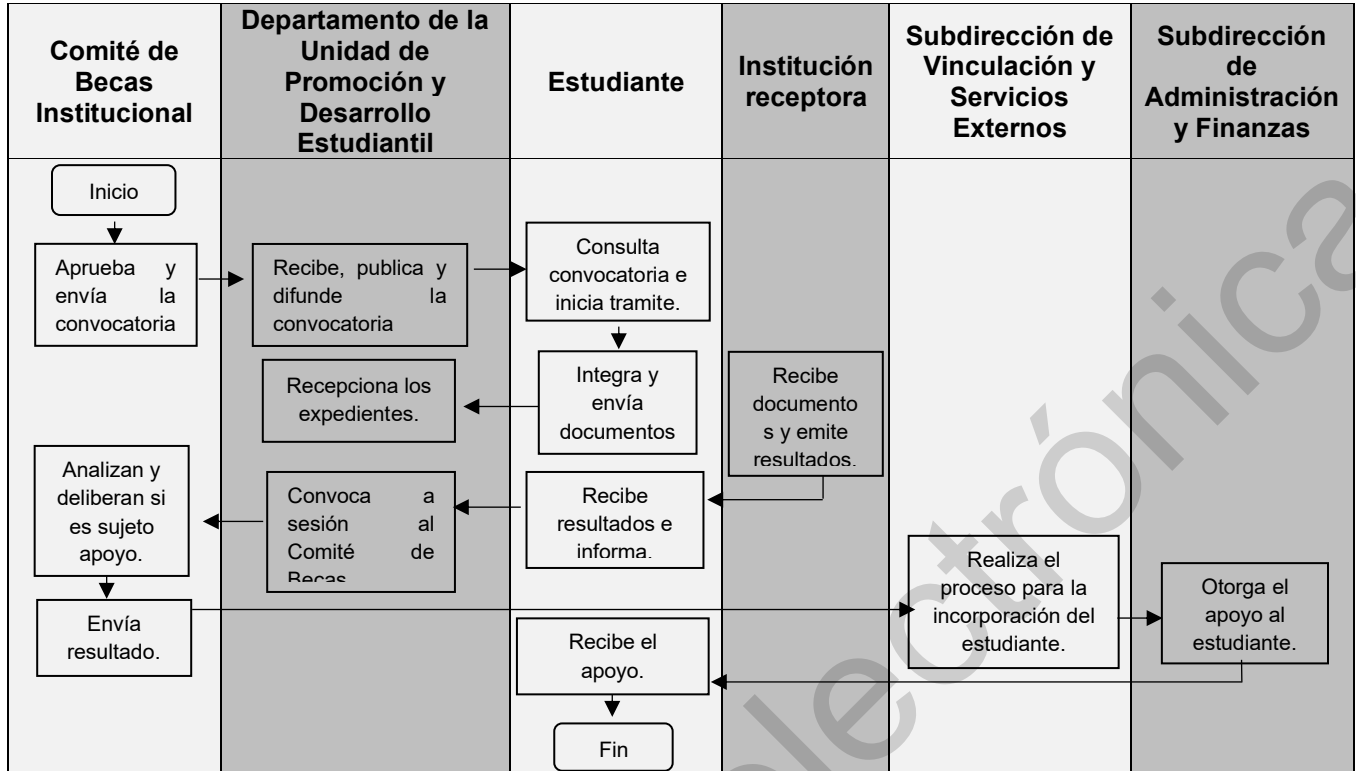 Comité de
Becas
Institucional
Departamento de la
Unidad de
Promoción y
Desarrollo
Estudiantil
Estudiante
Institución
receptora
Subdirección de
Vinculación y
Servicios
Externos
Subdirección
de
Administración
y Finanzas
Inicio
Aprueba y
envía la
convocatoria
Recibe, publica y
difunde la
convocatoria
Consulta
convocatoria e
inicia tramite.
Integra y
envía
documentos
Recepciona los
expedientes.
Recibe
documento
s y emite
resultados.
Recibe
resultados e
informa.
Convoca a
sesión al
Comité de
Becas
Analizan y
deliberan si
es sujeto
apoyo.
Envía
resultado.
Realiza el
proceso para la
incorporación del
estudiante.
Otorga el
apoyo al
estudiante.
Recibe el
apoyo.
Fin
electrónica